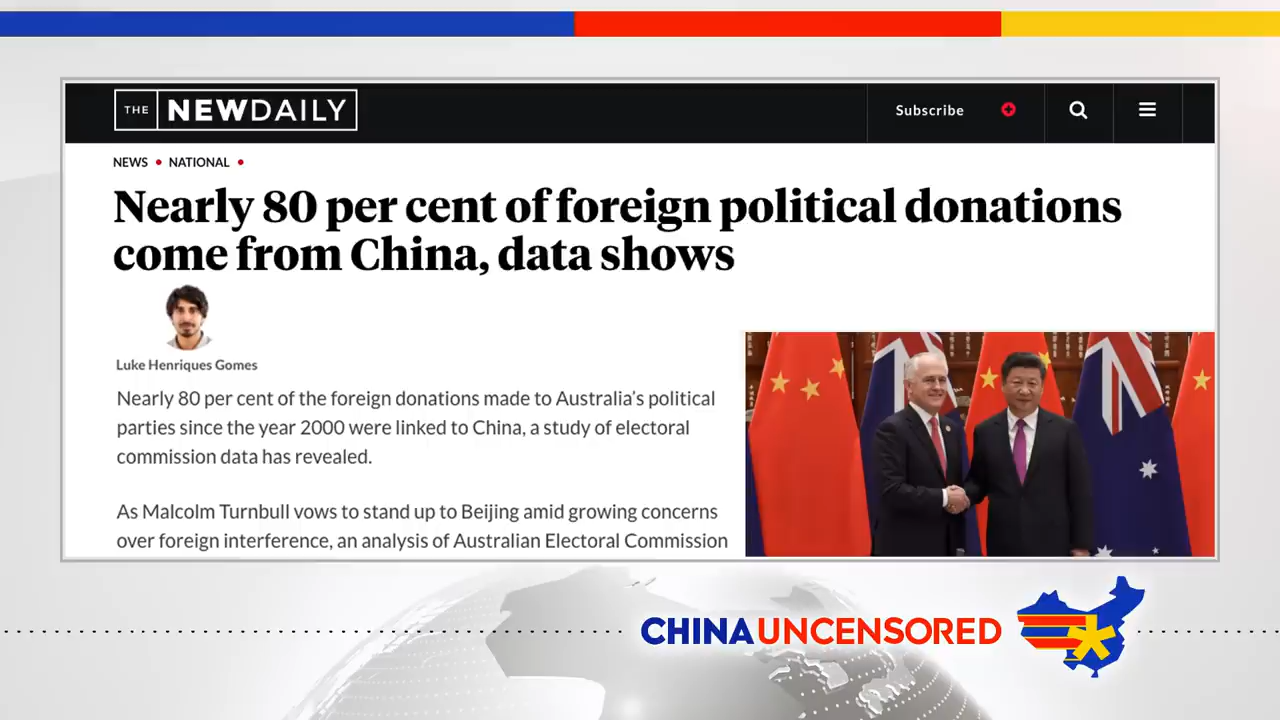 THE NEWDAILY
Subscribe
NEWS • NATIONAL •
Nearly 80 per cent of foreign political donations
come from China, data shows
Luke Henriques Gomes
Nearly 80 per cent of the foreign donations made to Australia’s political
parties since the year 2000 were linked to China, a study of electoral
commission data has revealed.
As Malcolm Turnbull vows to stand up to Beijing amid growing concerns
over foreign interference, an analysis of Australian Electoral Commission
CHINA UNCENSORED